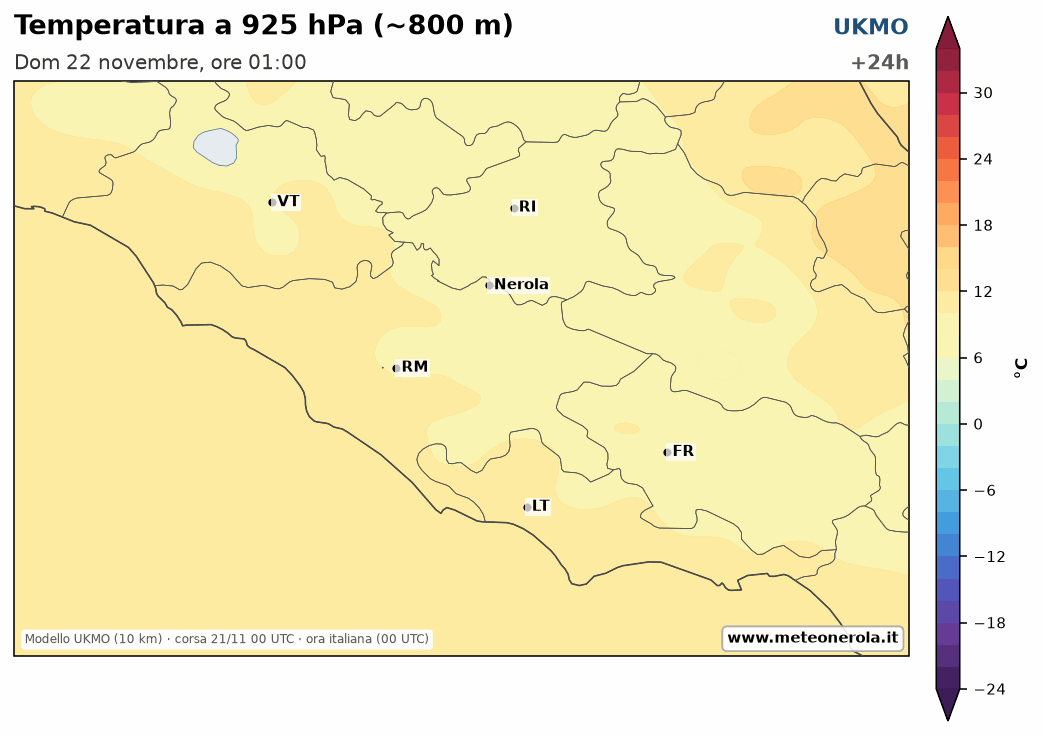 Temperatura a 925 hPa (~800 m)
UKMO
Dom 22 novembre, ore 01:00
+24h
VT
RI
Nerola
RM
FR
LT
Modello UKMO (10 km) · corsa 21/11 00 UTC · ora italiana (00 UTC)
www.meteonerola.it
30
24
18
12
6
0
−6
−12
−18
−24
°C